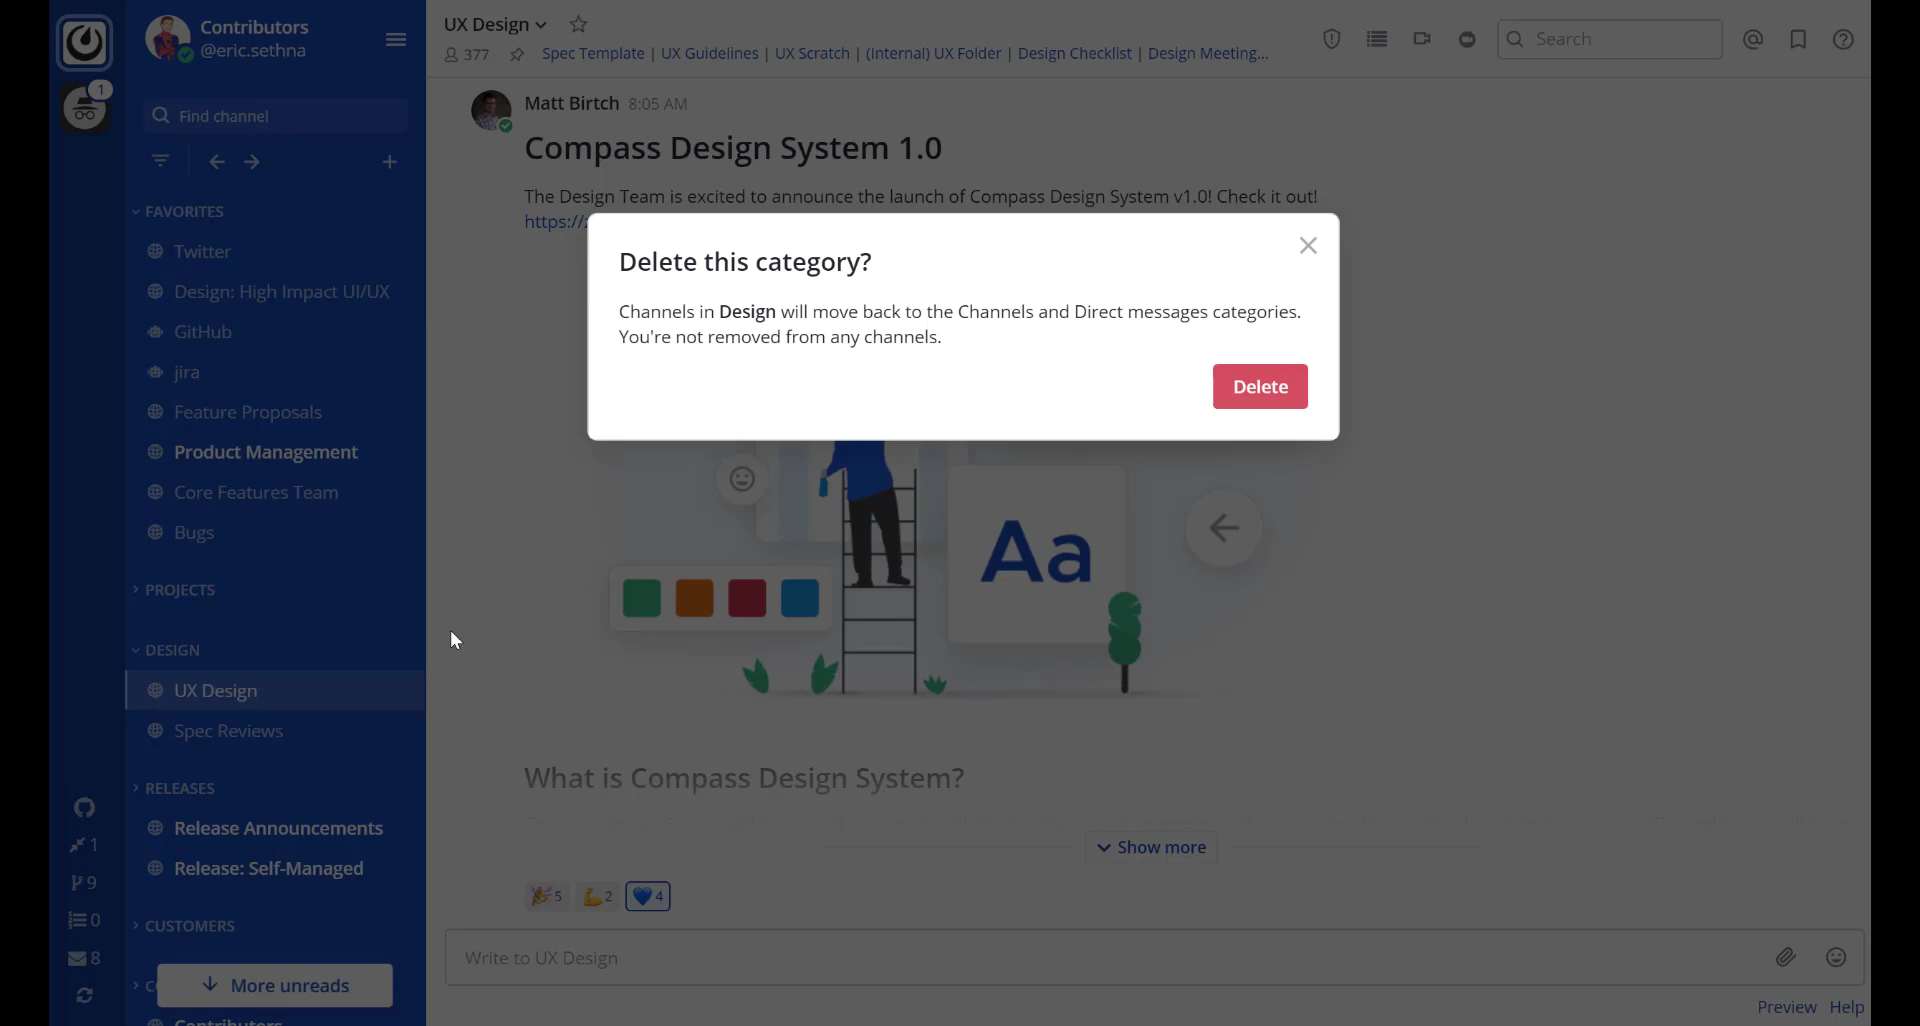 Contributors
@eric.sethna
1
Find channel
FAVORITES
Twitter
Design: High Impact UI/UX
GitHub
jira
Feature Proposals
Product Management
Core Features Team
Bugs
PROJECTS
DESIGN
UX Design
Spec Reviews
RELEASES
Release Announcements
Release: Self-Managed
CUSTOMERS
More unreads
Contributors
1
9
0
8
UX Design
377
Spec Template | UX Guidelines | UX Scratch | (Internal) UX Folder | Design Checklist | Design Meeting...
Search
Matt Birtch 8:05 AM
Compass Design System 1.0
The Design Team is excited to announce the launch of Compass Design System v1.0! Check it out!
https://
Delete this category?
Channels in Design will move back to the Channels and Direct messages categories.
You're not removed from any channels.
Delete
Aa
What is Compass Design System?
Show more
5 2 4
Write to UX Design
Preview Help